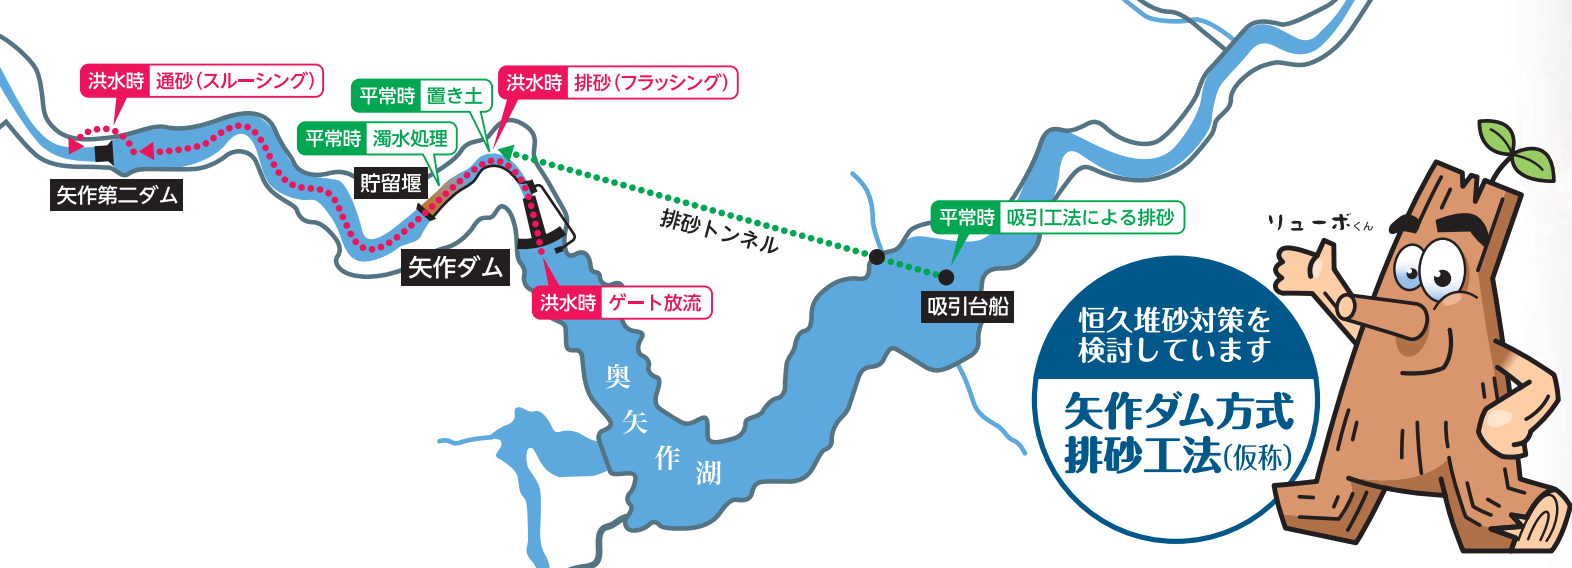 洪水時 通砂(スルーシング)
平常時 置き土
洪水時 排砂(フラッシング)
平常時 濁水処理
貯留堰
矢作第二ダム
矢作ダム
洪水時 ゲート放流
排砂トンネル
平常時 吸引工法による排砂
吸引台船
奥矢作湖
リューボくん
恒久堆砂対策を
検討しています
矢作ダム方式
排砂工法(仮称)